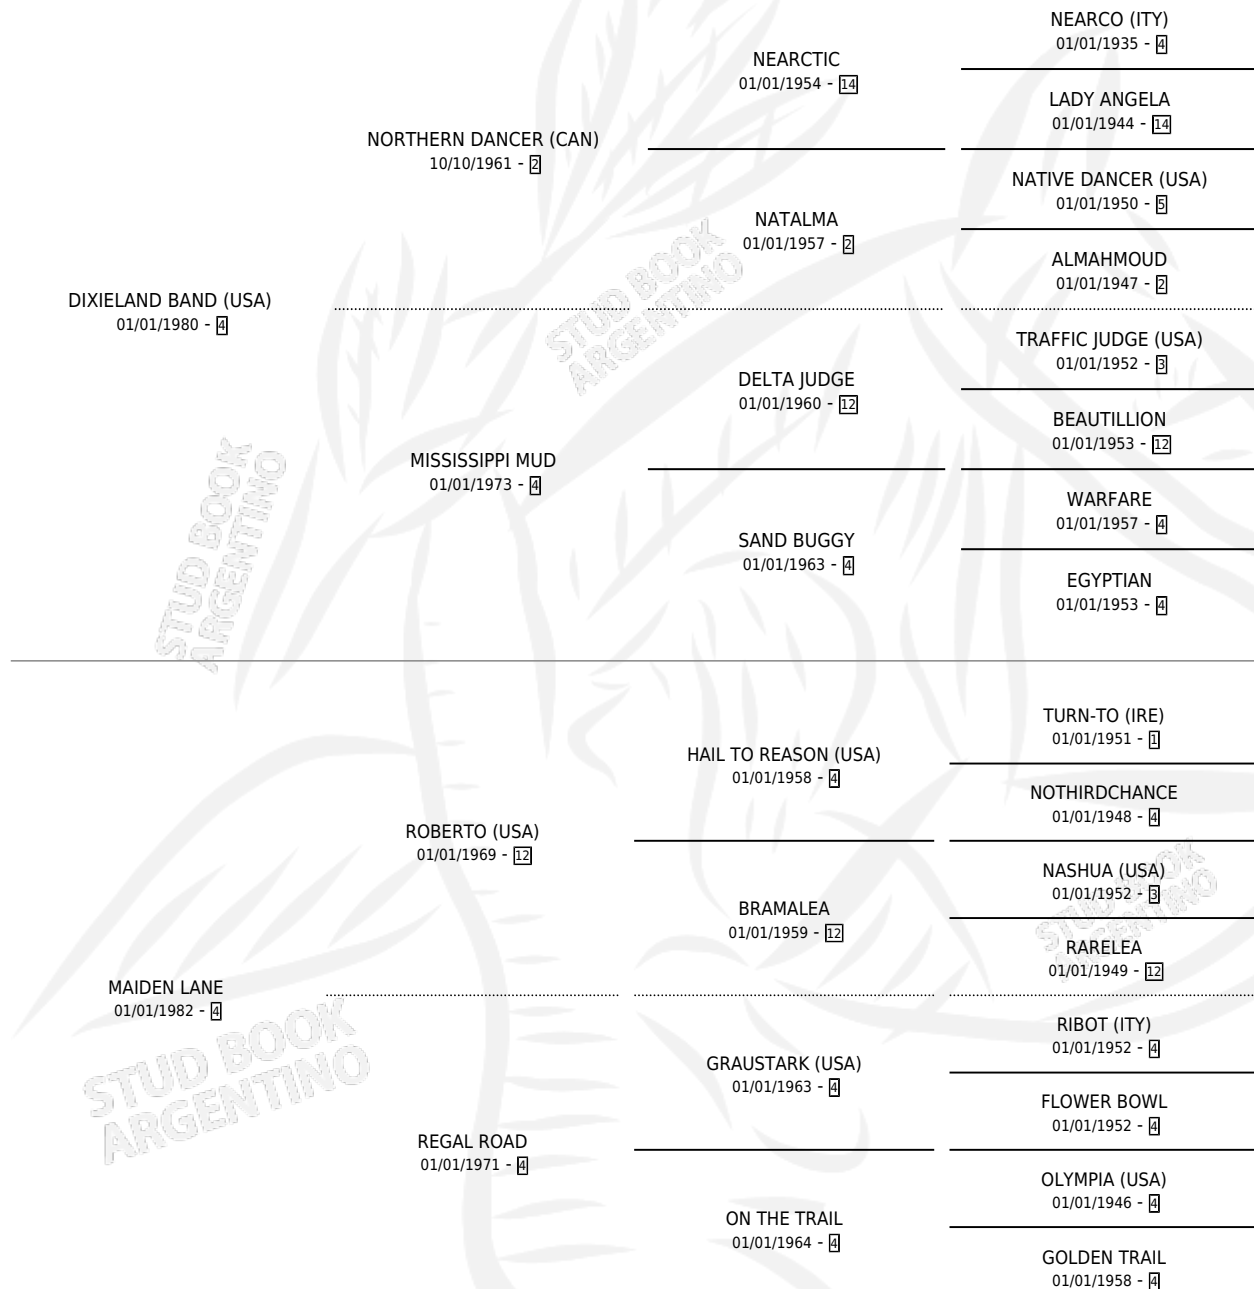 NEARCO (ITY)
01/01/1935 - 4
NEARCTIC
01/01/1954 - 14
LADY ANGELA
01/01/1944 - 14
NORTHERN DANCER (CAN)
10/10/1961 - 2
NATIVE DANCER (USA)
01/01/1950 - 5
NATALMA
01/01/1957 - 2
ALMAHMOUD
01/01/1947 - 2
DIXIELAND BAND (USA)
01/01/1980 - 4
TRAFFIC JUDGE (USA)
01/01/1952 - 3
DELTA JUDGE
01/01/1960 - 12
BEAUTILLION
01/01/1953 - 12
MISSISSIPPI MUD
01/01/1973 - 4
WARFARE
01/01/1957 - 4
SAND BUGGY
01/01/1963 - 4
EGYPTIAN
01/01/1953 - 4
TURN-TO (IRE)
01/01/1951 - 1
HAIL TO REASON (USA)
01/01/1958 - 4
NOTHIRDCHANCE
01/01/1948 - 4
ROBERTO (USA)
01/01/1969 - 12
NASHUA (USA)
01/01/1952 - 3
BRAMALEA
01/01/1959 - 12
RARELEA
01/01/1949 - 12
MAIDEN LANE
01/01/1982 - 4
RIBOT (ITY)
01/01/1952 - 4
GRAUSTARK (USA)
01/01/1963 - 4
FLOWER BOWL
01/01/1952 - 4
REGAL ROAD
01/01/1971 - 4
OLYMPIA (USA)
01/01/1946 - 4
ON THE TRAIL
01/01/1964 - 4
GOLDEN TRAIL
01/01/1958 - 4
STUD BOOK
ARGENTINO
STUD BOOK
ARGENTINO
STUD BOOK
ARGENTINO
STUD BOOK
ARGENTINO